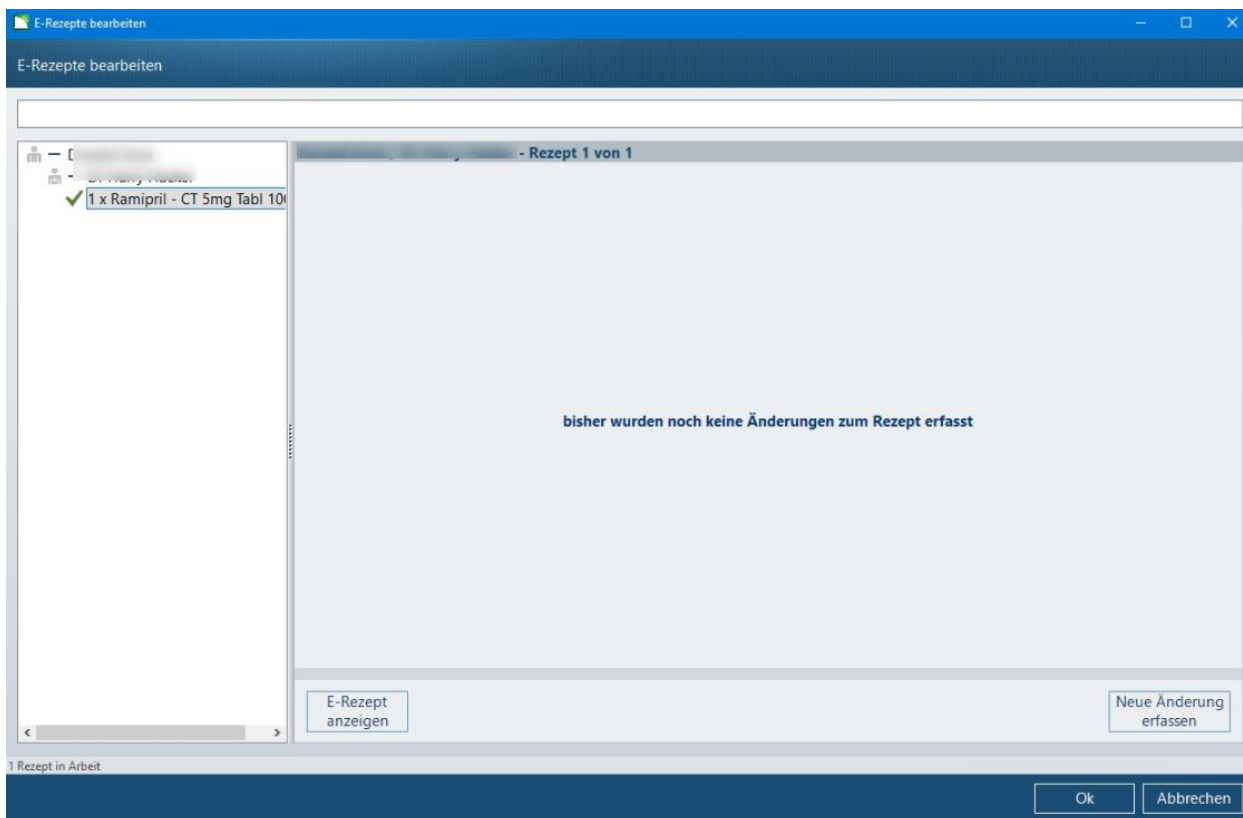 E-Rezepte bearbeiten
E-Rezepte bearbeiten
- Rezept 1 von 1
1 x Ramipril - CT 5mg Tabl 10
bisher wurden noch keine Änderungen zum Rezept erfasst
E-Rezept
anzeigen
Neue Änderung
erfassen
1 Rezept in Arbeit
Ok
Abbrechen